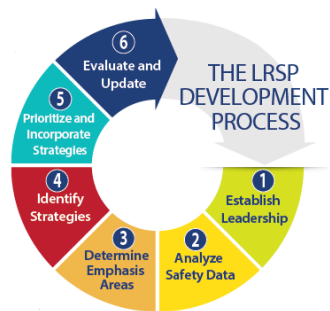 THE LRSP
DEVELOPMENT
PROCESS
1
Establish
Leadership
2
Analyze
Safety Data
3
Determine
Emphasis
Areas
4
Identify
Strategies
5
Prioritize and
Incorporate
Strategies
6
Evaluate and
Update